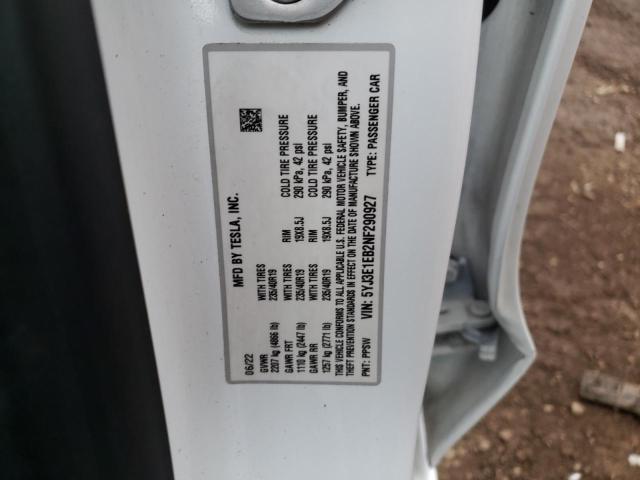 MFD BY TESLA, INC.
06/22
GVWR WITH TIRES RIM COLD TIRE PRESSURE
2207 kg (4866 lb) 235/40R19 19X8.5J 290 kPa, 42 psi
GAWR FRT WITH TIRES RIM COLD TIRE PRESSURE
1110 kg (2447 lb) 235/40R19 19X8.5J 290 kPa, 42 psi
GAWR RR
1257 kg (2771 lb) 235/40R19
THIS VEHICLE CONFORMS TO ALL APPLICABLE U.S. FEDERAL MOTOR VEHICLE SAFETY, BUMPER, AND
THEFT PREVENTION STANDARDS IN EFFECT ON THE DATE OF MANUFACTURE SHOWN ABOVE.
VIN: 5YJ3E1EB2NF290927
PNT: PPSW TYPE: PASSENGER CAR